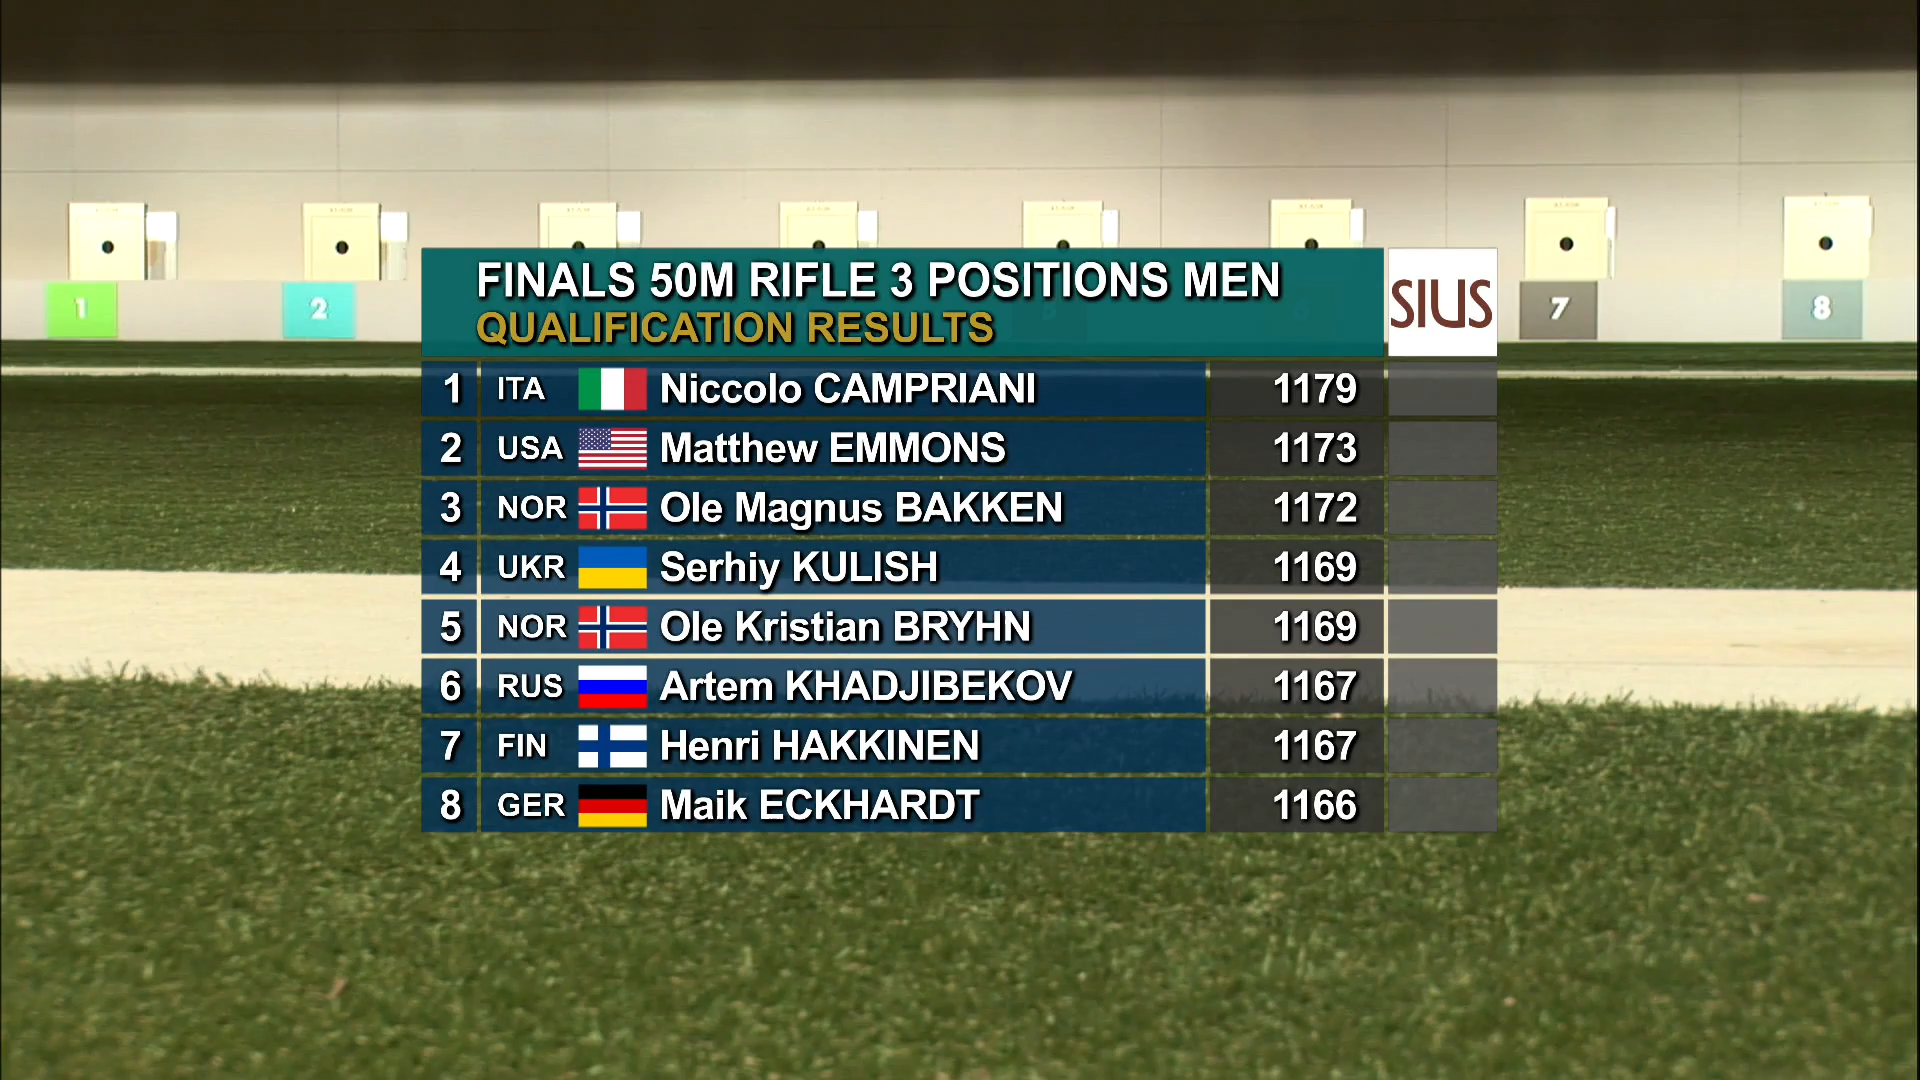 FINALS 50M RIFLE 3 POSITIONS MEN
QUALIFICATION RESULTS
SIUS
1 ITA Niccolo CAMPRIANI 1179
2 USA Matthew EMMONS 1173
3 NOR Ole Magnus BAKKEN 1172
4 UKR Serhiy KULISH 1169
5 NOR Ole Kristian BRYHN 1169
6 RUS Artem KHADJIBEKOV 1167
7 FIN Henri HAKKINEN 1167
8 GER Maik ECKHARDT 1166
1 2 7 8